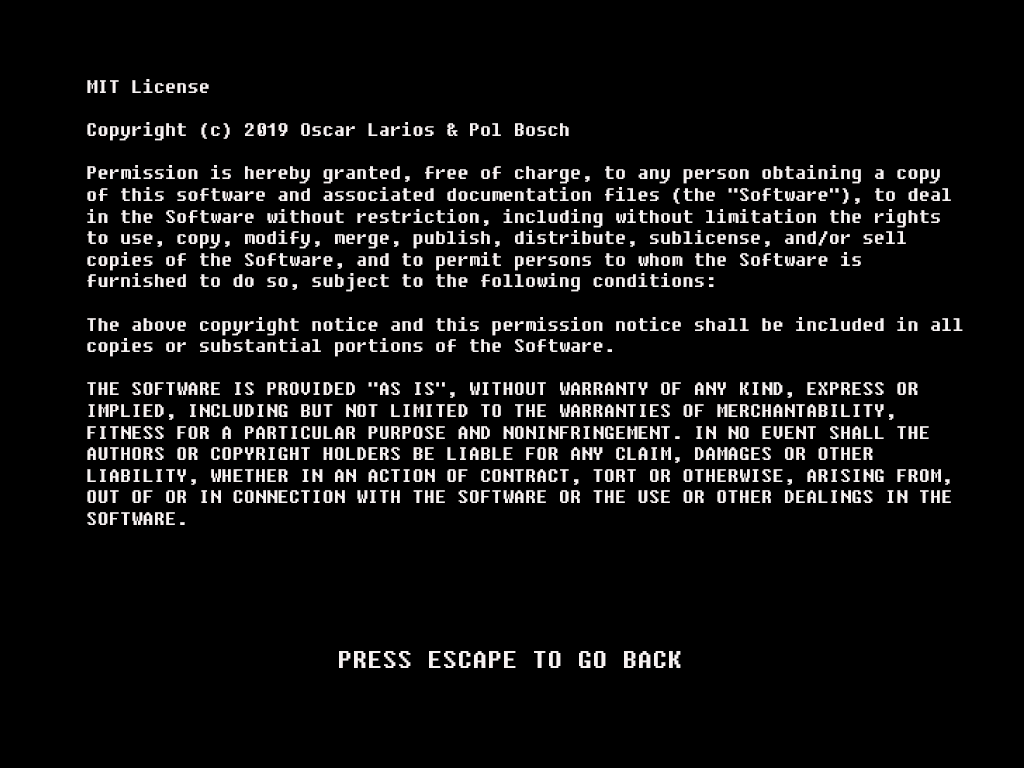 MIT License
Copyright (c) 2019 Oscar Larios & Pol Bosch
Permission is hereby granted, free of charge, to any person obtaining a copy
of this software and associated documentation files (the "Software"), to deal
in the Software without restriction, including without limitation the rights
to use, copy, modify, merge, publish, distribute, sublicense, and/or sell
copies of the Software, and to permit persons to whom the Software is
furnished to do so, subject to the following conditions:
The above copyright notice and this permission notice shall be included in all
copies or substantial portions of the Software.
THE SOFTWARE IS PROVIDED "AS IS", WITHOUT WARRANTY OF ANY KIND, EXPRESS OR
IMPLIED, INCLUDING BUT NOT LIMITED TO THE WARRANTIES OF MERCHANTABILITY,
FITNESS FOR A PARTICULAR PURPOSE AND NONINFRINGEMENT. IN NO EVENT SHALL THE
AUTHORS OR COPYRIGHT HOLDERS BE LIABLE FOR ANY CLAIM, DAMAGES OR OTHER
LIABILITY, WHETHER IN AN ACTION OF CONTRACT, TORT OR OTHERWISE, ARISING FROM,
OUT OF OR IN CONNECTION WITH THE SOFTWARE OR THE USE OR OTHER DEALINGS IN THE
SOFTWARE.
PRESS ESCAPE TO GO BACK